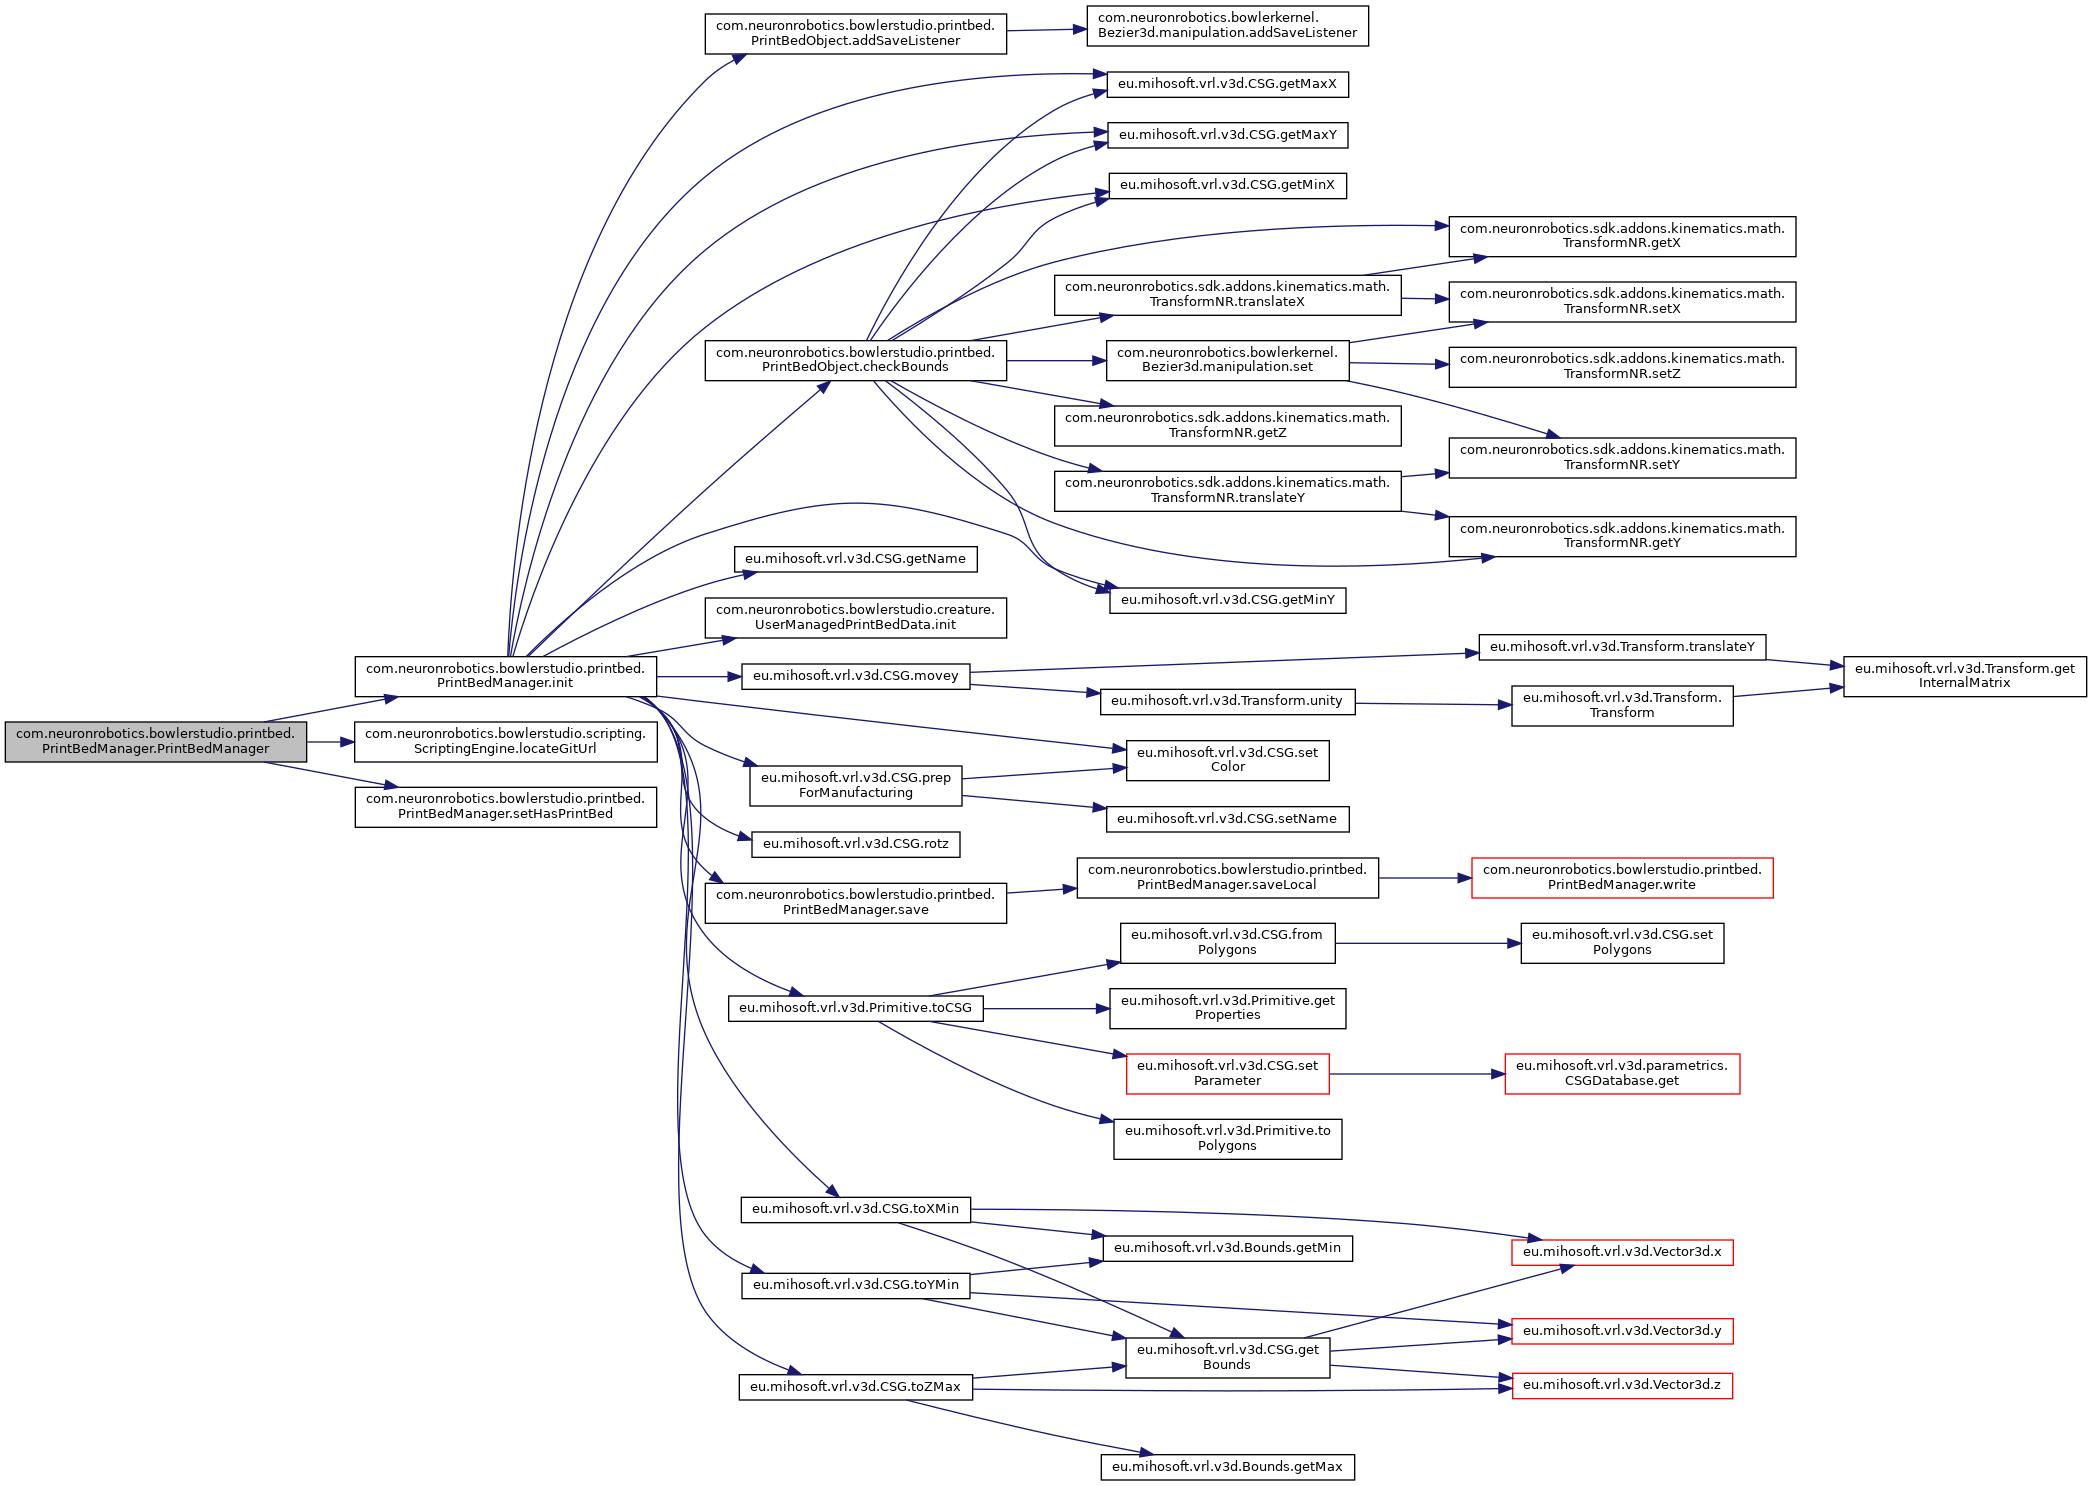 com.neuronrobotics.bowlerstudio.printbed.
PrintBedManager.PrintBedManager
com.neuronrobotics.bowlerstudio.printbed.
PrintBedManager.init
com.neuronrobotics.bowlerstudio.scripting.
ScriptingEngine.locateGitUrl
com.neuronrobotics.bowlerstudio.printbed.
PrintBedManager.setHasPrintBed
com.neuronrobotics.bowlerstudio.printbed.
PrintBedObject.addSaveListener
com.neuronrobotics.bowlerstudio.printbed.
PrintBedObject.checkBounds
eu.mihosoft.vrl.v3d.CSG.getName
com.neuronrobotics.bowlerstudio.creature.
UserManagedPrintBedData.init
eu.mihosoft.vrl.v3d.CSG.movey
eu.mihosoft.vrl.v3d.CSG.prep
ForManufacturing
eu.mihosoft.vrl.v3d.CSG.rotz
com.neuronrobotics.bowlerstudio.printbed.
PrintBedManager.save
eu.mihosoft.vrl.v3d.Primitive.toCSG
eu.mihosoft.vrl.v3d.CSG.toXMin
eu.mihosoft.vrl.v3d.CSG.toYMin
eu.mihosoft.vrl.v3d.CSG.toZMax
com.neuronrobotics.bowlerkernel.
Bezier3d.manipulation.addSaveListener
eu.mihosoft.vrl.v3d.CSG.getMaxX
eu.mihosoft.vrl.v3d.CSG.getMaxY
eu.mihosoft.vrl.v3d.CSG.getMinX
com.neuronrobotics.sdk.addons.kinematics.math.
TransformNR.translateX
com.neuronrobotics.bowlerkernel.
Bezier3d.manipulation.set
com.neuronrobotics.sdk.addons.kinematics.math.
TransformNR.getZ
com.neuronrobotics.sdk.addons.kinematics.math.
TransformNR.translateY
eu.mihosoft.vrl.v3d.CSG.getMinY
eu.mihosoft.vrl.v3d.Transform.unity
eu.mihosoft.vrl.v3d.CSG.set
Color
eu.mihosoft.vrl.v3d.CSG.setName
com.neuronrobotics.bowlerstudio.printbed.
PrintBedManager.saveLocal
eu.mihosoft.vrl.v3d.CSG.from
Polygons
eu.mihosoft.vrl.v3d.Primitive.get
Properties
eu.mihosoft.vrl.v3d.CSG.set
Parameter
eu.mihosoft.vrl.v3d.Primitive.to
Polygons
eu.mihosoft.vrl.v3d.Bounds.getMin
eu.mihosoft.vrl.v3d.CSG.get
Bounds
eu.mihosoft.vrl.v3d.Bounds.getMax
com.neuronrobotics.sdk.addons.kinematics.math.
TransformNR.getX
com.neuronrobotics.sdk.addons.kinematics.math.
TransformNR.setX
com.neuronrobotics.sdk.addons.kinematics.math.
TransformNR.setZ
com.neuronrobotics.sdk.addons.kinematics.math.
TransformNR.setY
com.neuronrobotics.sdk.addons.kinematics.math.
TransformNR.getY
eu.mihosoft.vrl.v3d.Transform.translateY
eu.mihosoft.vrl.v3d.Transform.
Transform
com.neuronrobotics.bowlerstudio.printbed.
PrintBedManager.write
eu.mihosoft.vrl.v3d.CSG.set
Polygons
eu.mihosoft.vrl.v3d.parametrics.
CSGDatabase.get
eu.mihosoft.vrl.v3d.Vector3d.x
eu.mihosoft.vrl.v3d.Vector3d.y
eu.mihosoft.vrl.v3d.Vector3d.z
eu.mihosoft.vrl.v3d.Transform.get
InternalMatrix